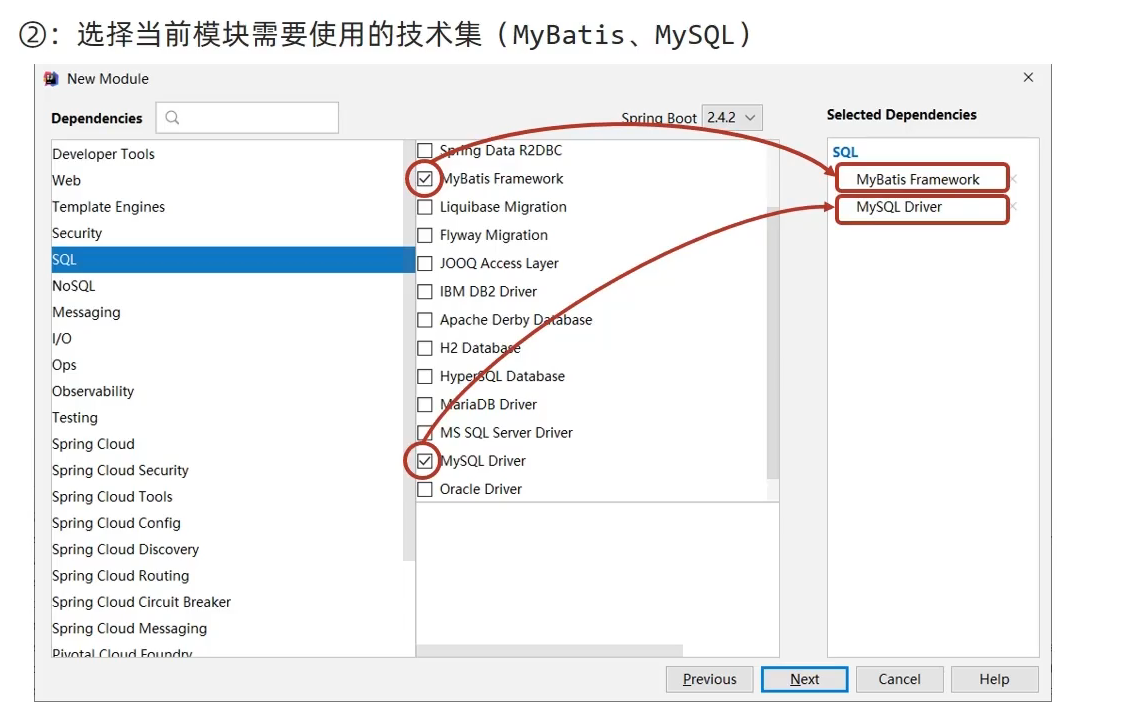 ②：选择当前模块需要使用的技术集（MyBatis、MySQL）
New Module
Dependencies
Spring Boot 2.4.2
Selected Dependencies
Developer Tools
Web
Template Engines
Security
SQL
NoSQL
Messaging
I/O
Ops
Observability
Testing
Spring Cloud
Spring Cloud Security
Spring Cloud Tools
Spring Cloud Config
Spring Cloud Discovery
Spring Cloud Routing
Spring Cloud Circuit Breaker
Spring Cloud Messaging
Pivotal Cloud Foundry
Spring Data R2DBC
MyBatis Framework
Liquibase Migration
Flyway Migration
JOOQ Access Layer
IBM DB2 Driver
Apache Derby Database
H2 Database
HyperSQL Database
MariaDB Driver
MS SQL Server Driver
MySQL Driver
Oracle Driver
SQL
MyBatis Framework
MySQL Driver
Previous
Next
Cancel
Help